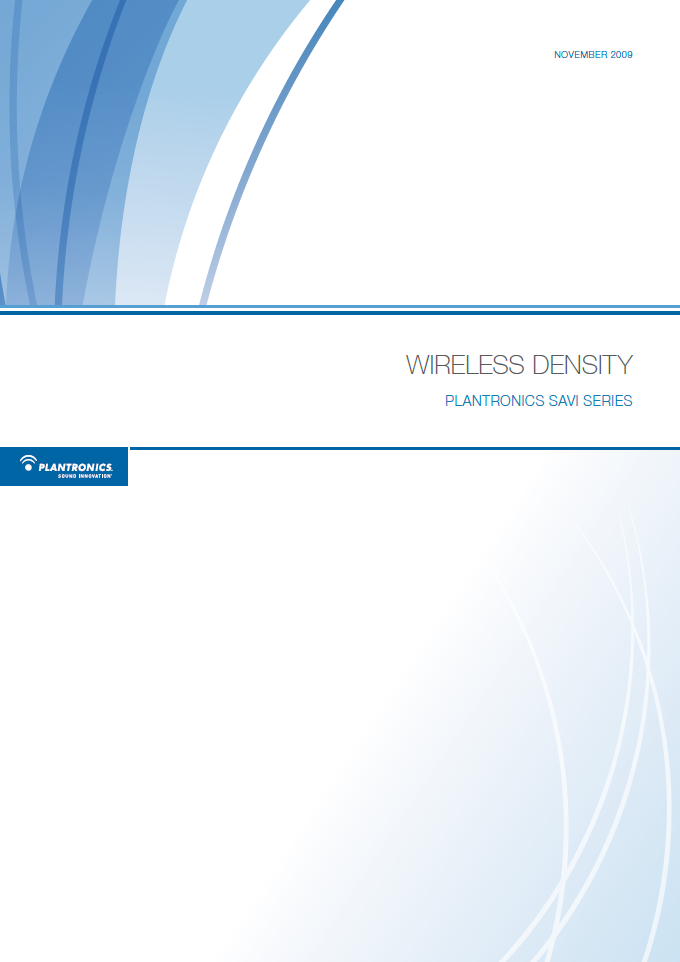 NOVEMBER 2009
WIRELESS DENSITY
PLANTRONICS SAVI SERIES
PLANTRONICS.
SOUND INNOVATION®